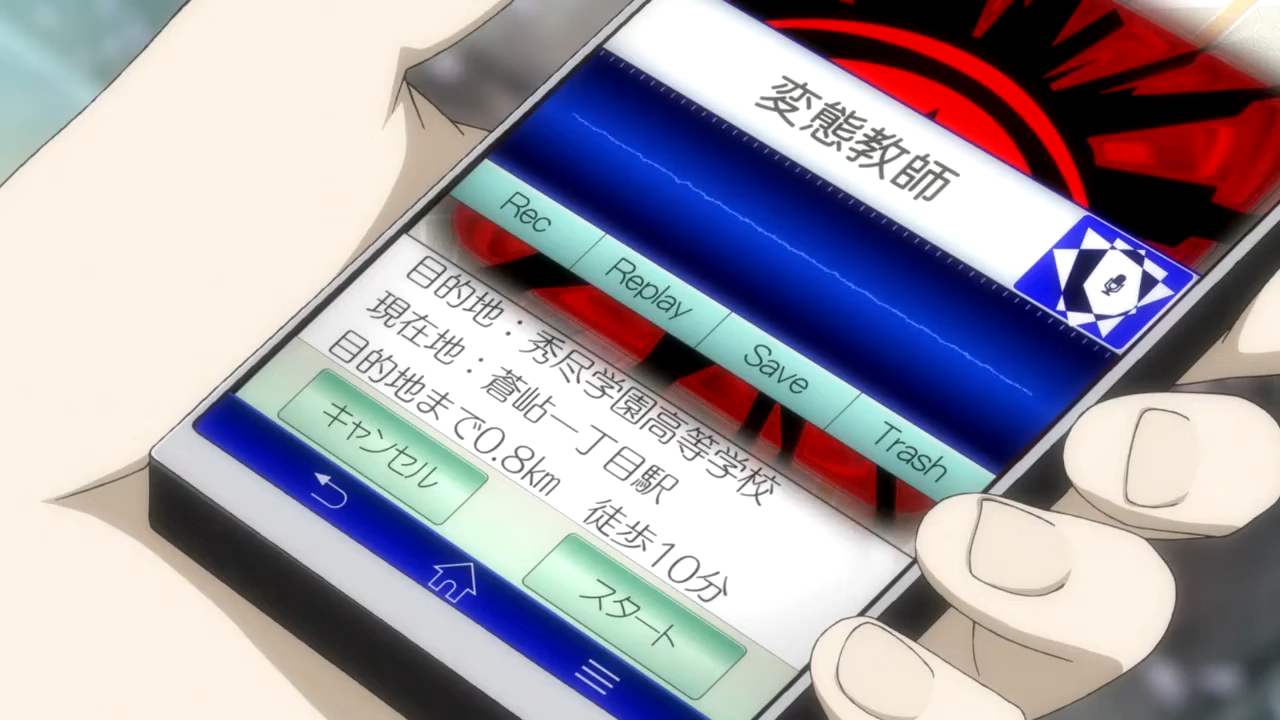 変態教師
Rec Replay Save Trash
目的地：秀尽学園高等学校
現在地：蒼岾一丁目駅
目的地まで0.8km 徒歩10分
キャンセル スタート